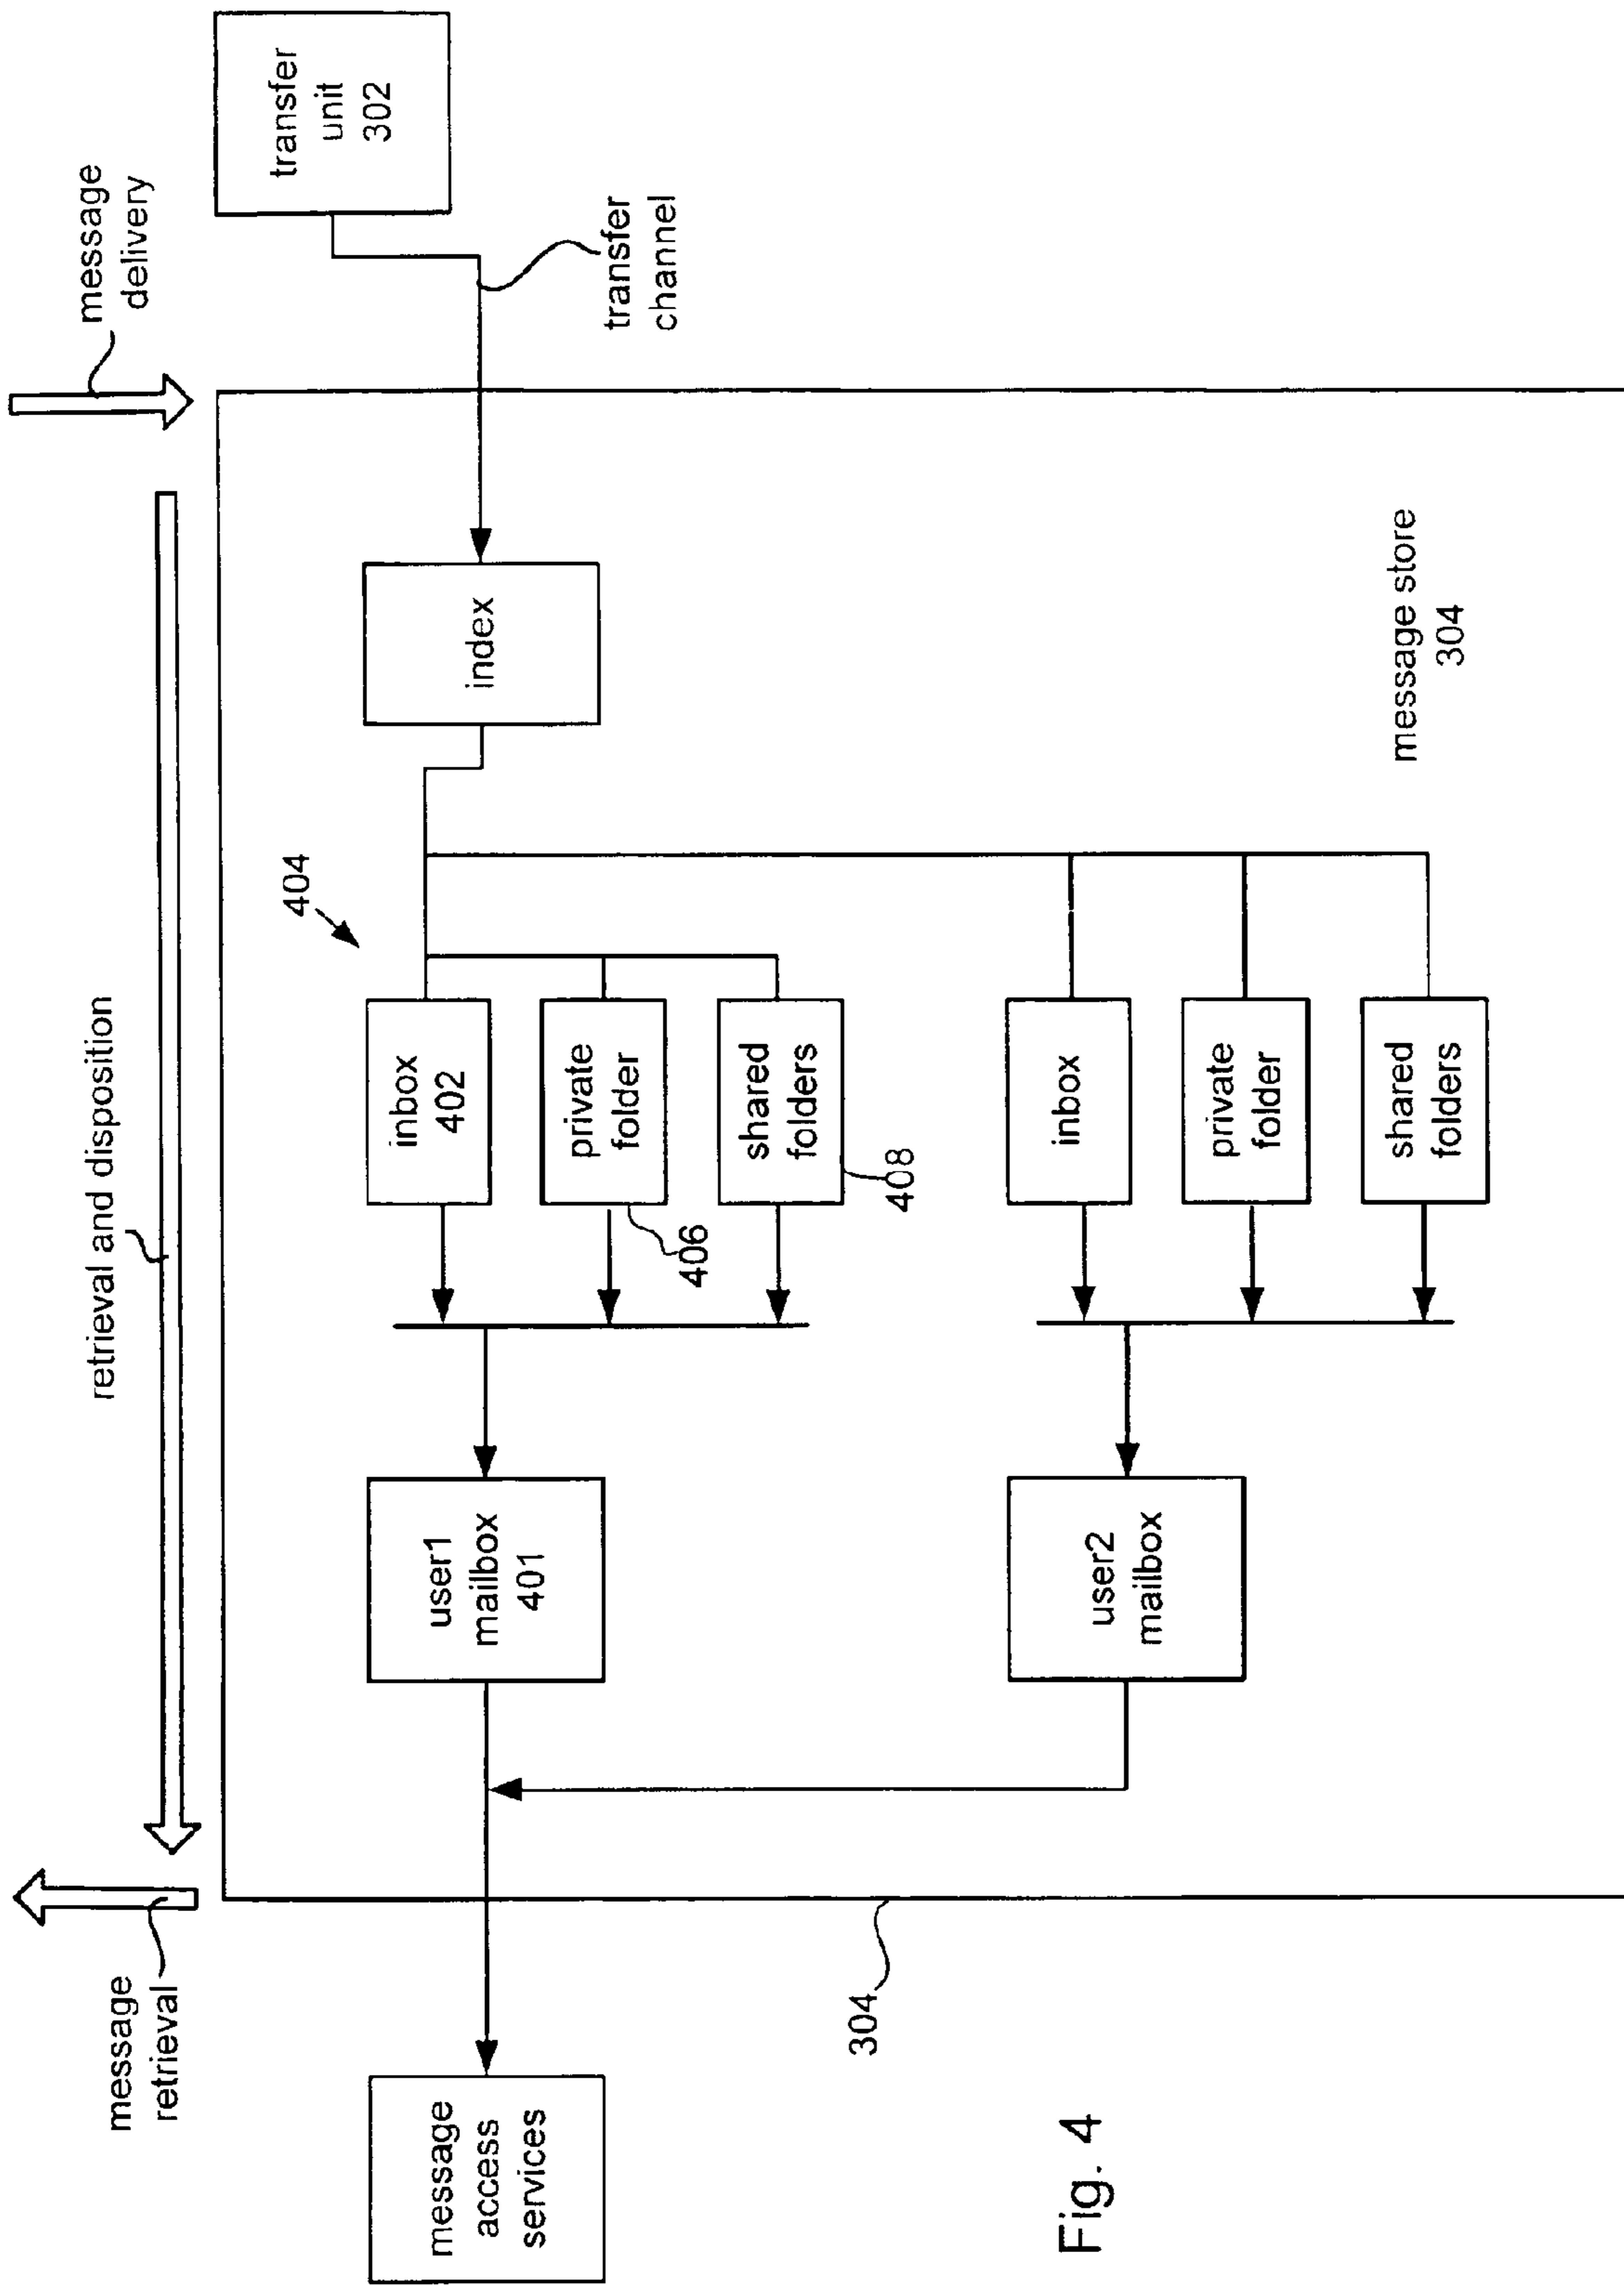 message
retrieval
retrieval and disposition
message
delivery
message
access
services
user1
mailbox
401
inbox
402
404
private
folder
406
shared
folders
408
index
transfer
unit
302
transfer
channel
304
user2
mailbox
inbox
private
folder
shared
folders
message store
304
Fig. 4